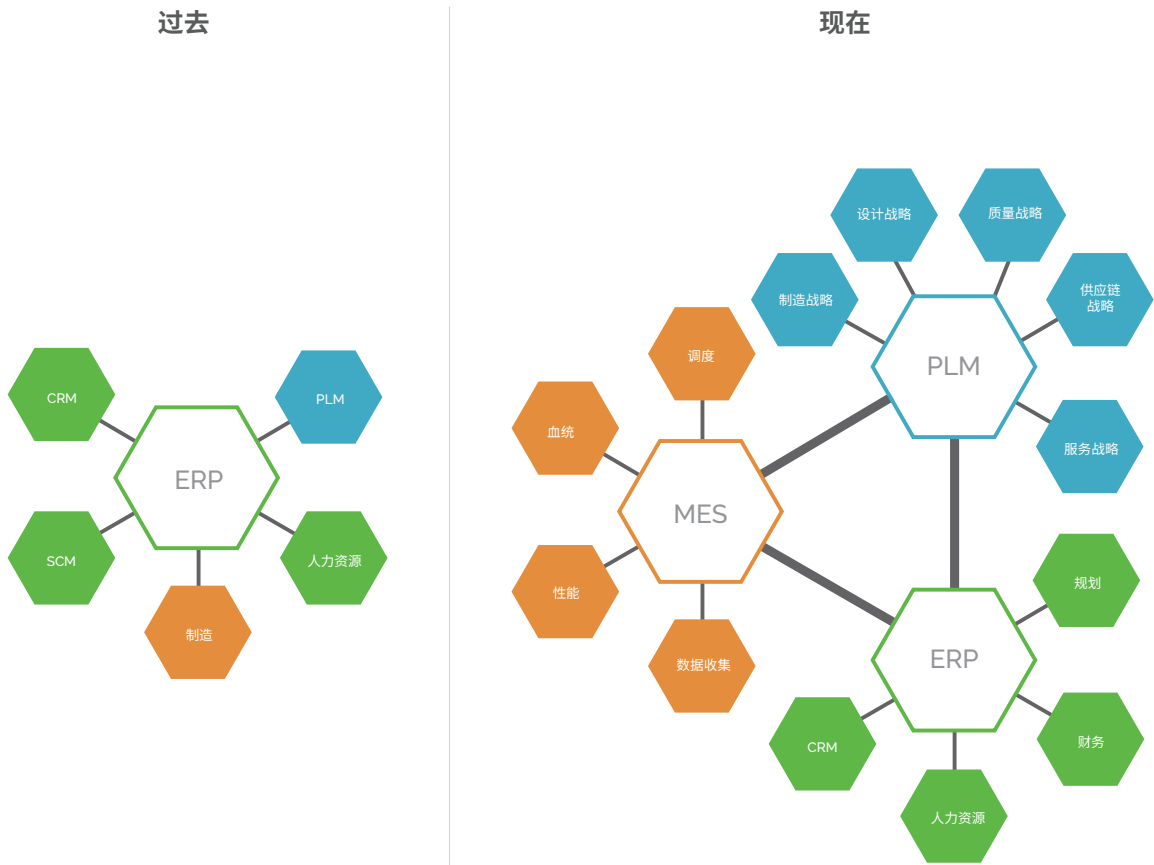 过去
CRM
PLM
ERP
SCM
人力资源
制造
现在
设计战略
质量战略
制造战略
供应链
战略
PLM
服务战略
调度
血统
MES
性能
数据收集
规划
ERP
CRM
财务
人力资源